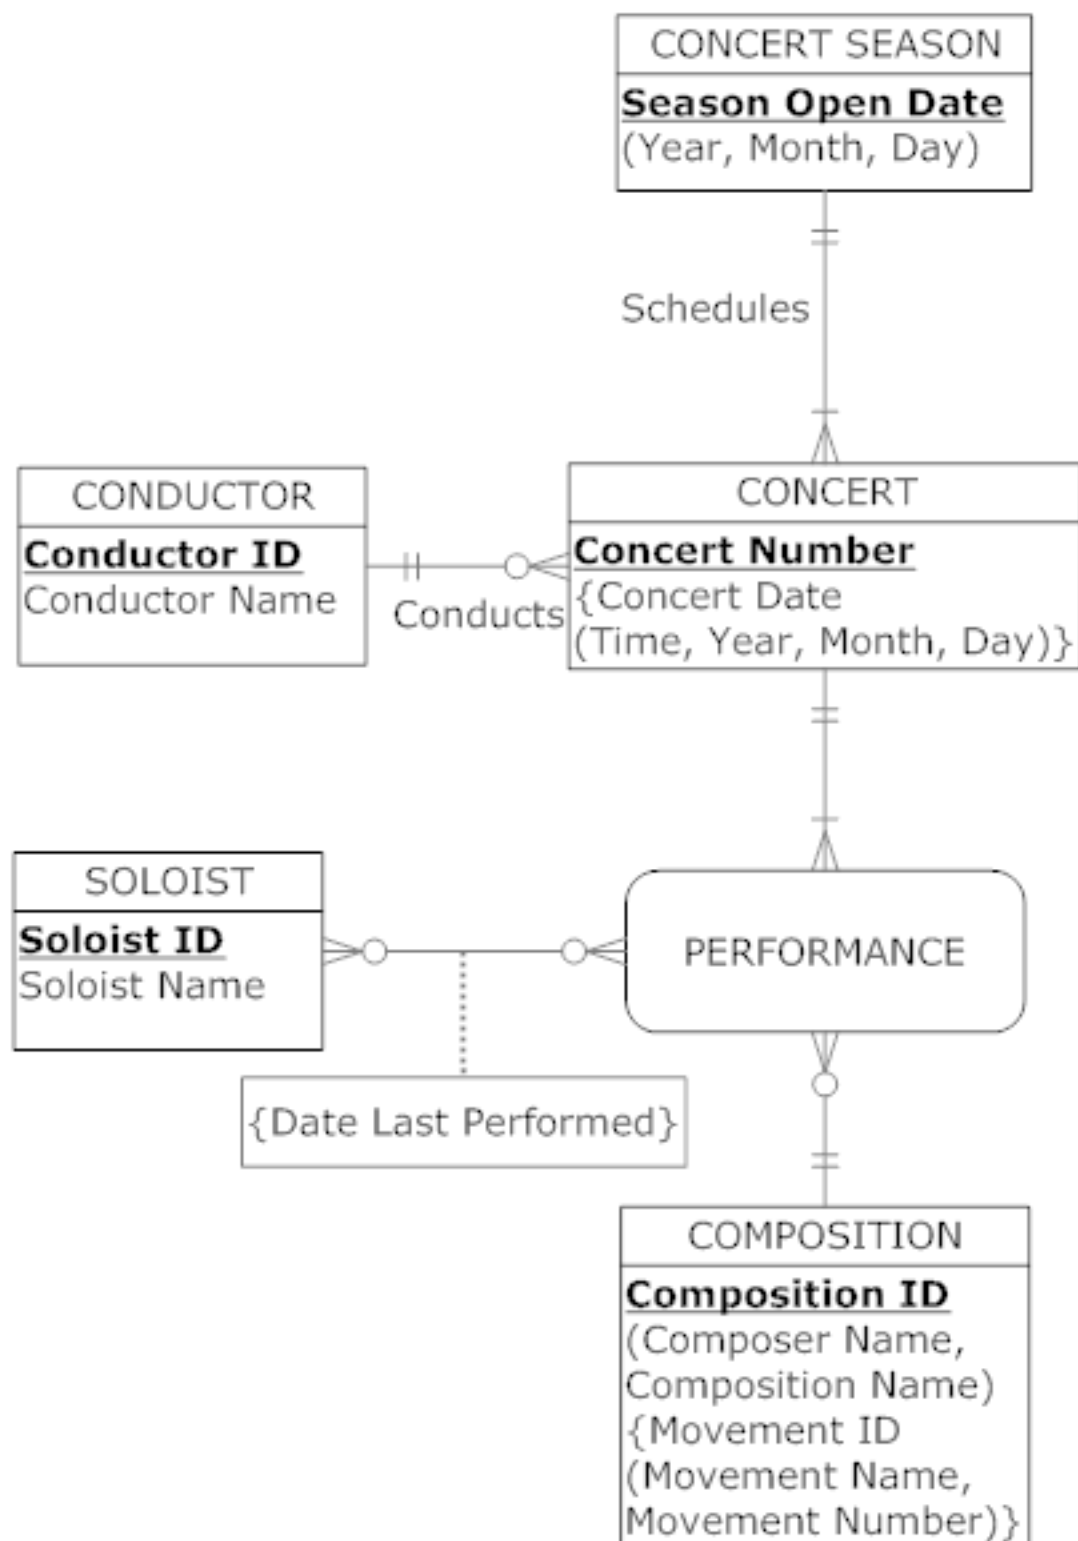 CONCERT SEASON
Season Open Date
(Year, Month, Day)
Schedules
CONDUCTOR
Conductor ID
Conductor Name
Conducts
CONCERT
Concert Number
{Concert Date
(Time, Year, Month, Day)}
SOLOIST
Soloist ID
Soloist Name
PERFORMANCE
{Date Last Performed}
COMPOSITION
Composition ID
(Composer Name,
Composition Name)
{Movement ID
(Movement Name,
Movement Number)}